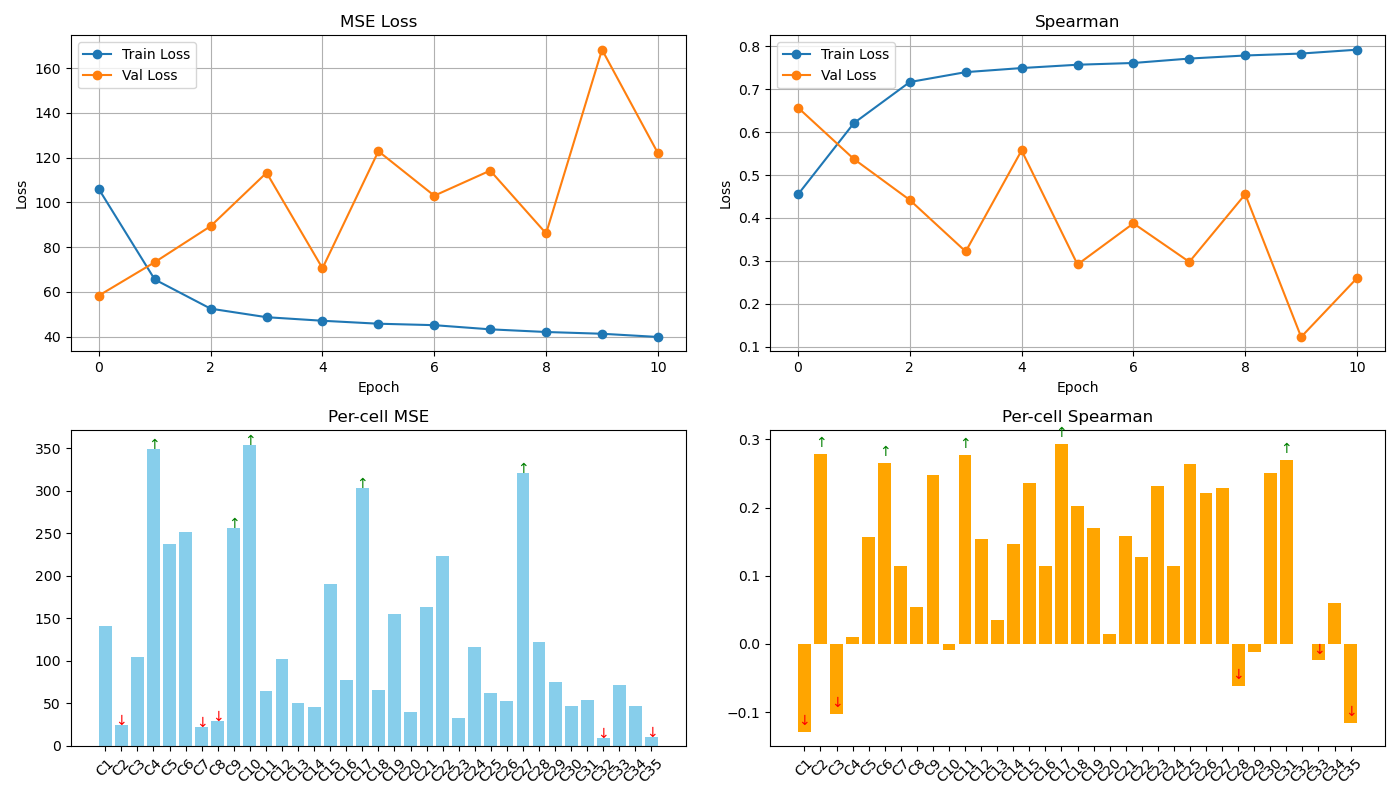 MSE Loss
Train Loss
Val Loss
160
140
120
100
80
60
40
Loss
0 2 4 6 8 10
Epoch
Spearman
Train Loss
Val Loss
0.8
0.7
0.6
0.5
0.4
0.3
0.2
0.1
Loss
0 2 4 6 8 10
Epoch
Per-cell MSE
350
300
250
200
150
100
50
0
↑ ↑ ↑ ↑ ↑
↓ ↓ ↓ ↓ ↓
C1 C2 C3 C4 C5 C6 C7 C8 C9 C10 C11 C12 C13 C14 C15 C16 C17 C18 C19 C20 C21 C22 C23 C24 C25 C26 C27 C28 C29 C30 C31 C32 C33 C34 C35
Per-cell Spearman
0.3
0.2
0.1
0.0
−0.1
↑ ↑ ↑ ↑ ↑
↓ ↓ ↓ ↓ ↓
C1 C2 C3 C4 C5 C6 C7 C8 C9 C10 C11 C12 C13 C14 C15 C16 C17 C18 C19 C20 C21 C22 C23 C24 C25 C26 C27 C28 C29 C30 C31 C32 C33 C34 C35